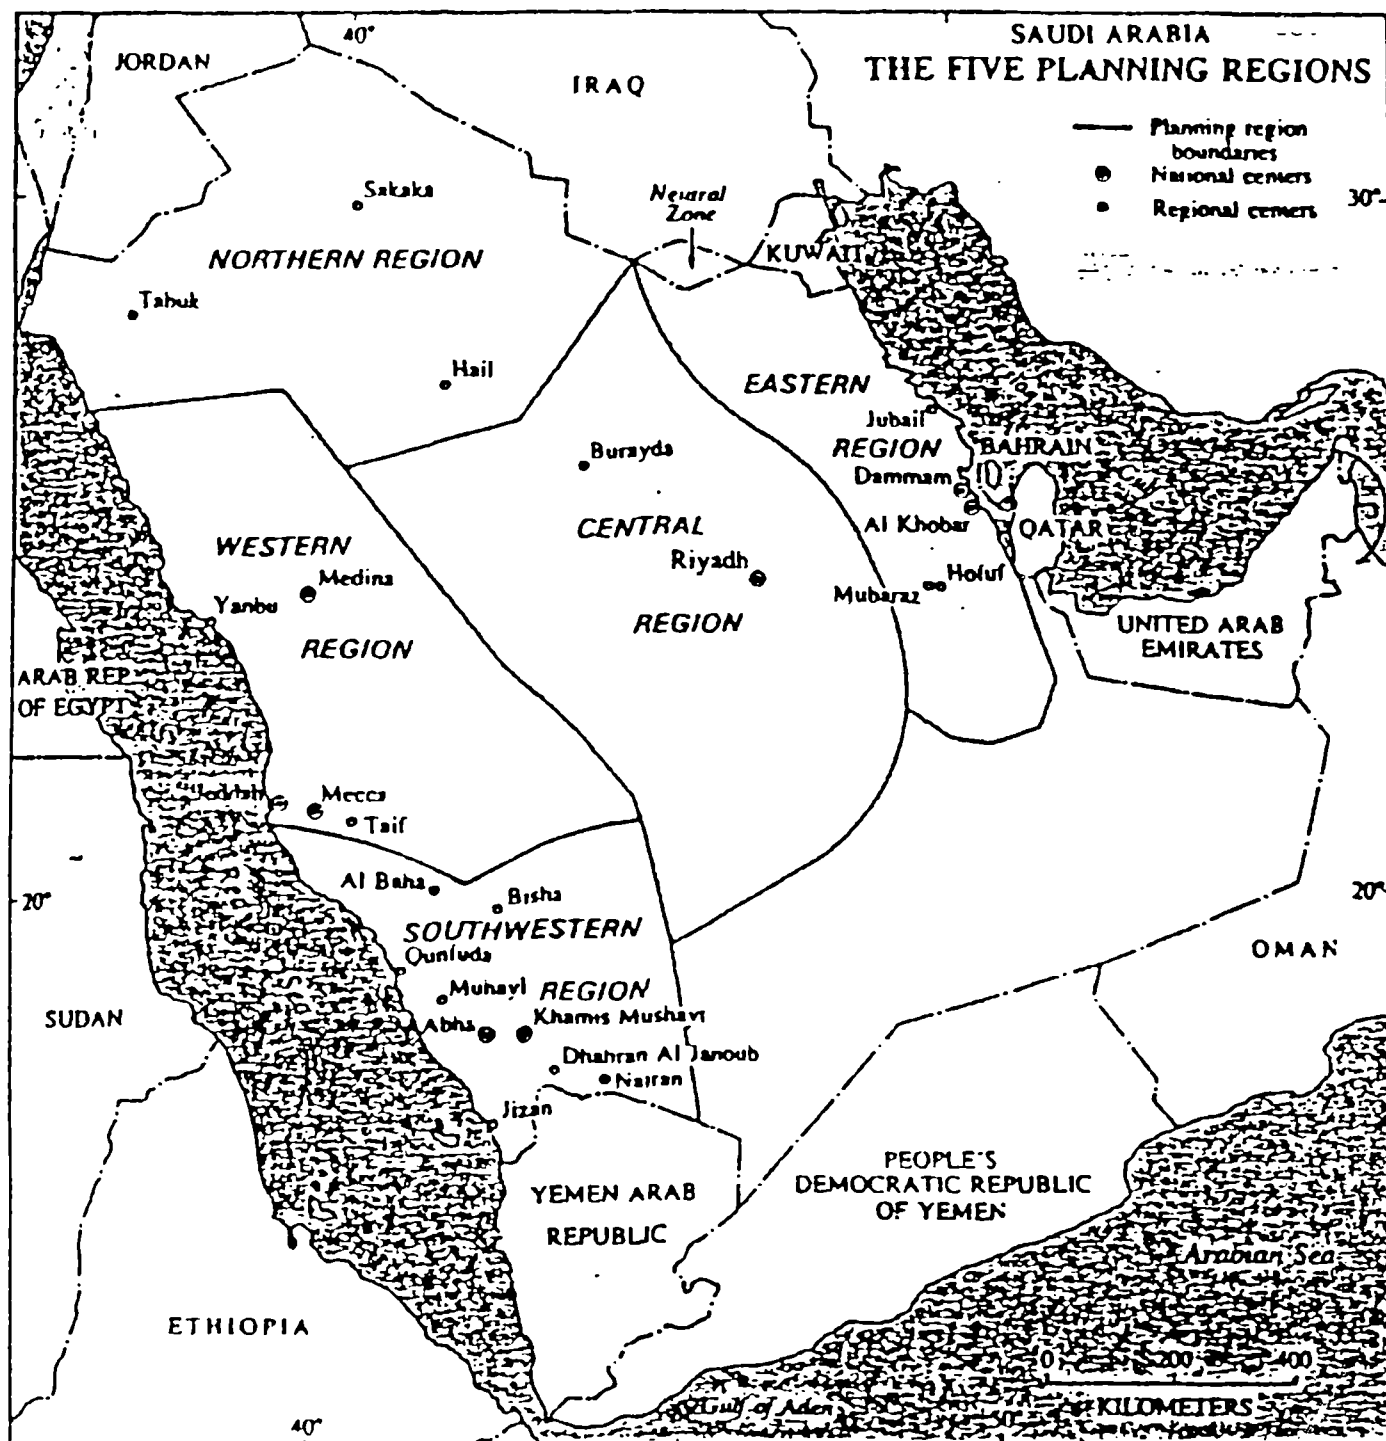 40°
SAUDI ARABIA
THE FIVE PLANNING REGIONS
JORDAN
IRAQ
Planning region
boundaries
National centers
Regional centers
30°
Sakaka
Neutral
Zone
KUWAIT
NORTHERN REGION
Tabuk
Hail
EASTERN
REGION
Jubail
BAHRAIN
Dammam
Al Khobar
QATAR
Burayda
CENTRAL
REGION
Riyadh
Hofuf
Mubaraz
WESTERN
REGION
Medina
Yanbu
UNITED ARAB
EMIRATES
ARAB REP
OF EGYPT
Jeddah
Mecca
Taif
Al Baha
Bisha
20°
20°
SOUTHWESTERN
REGION
Qunfuda
Muhayl
OMAN
SUDAN
Abha
Khamis Mushayt
Dhahran Al Janoub
Najran
Jizan
YEMEN ARAB
REPUBLIC
PEOPLE'S
DEMOCRATIC REPUBLIC
OF YEMEN
Arabian Sea
ETHIOPIA
0 200 400
KILOMETERS
Gulf of Aden
40°
50°